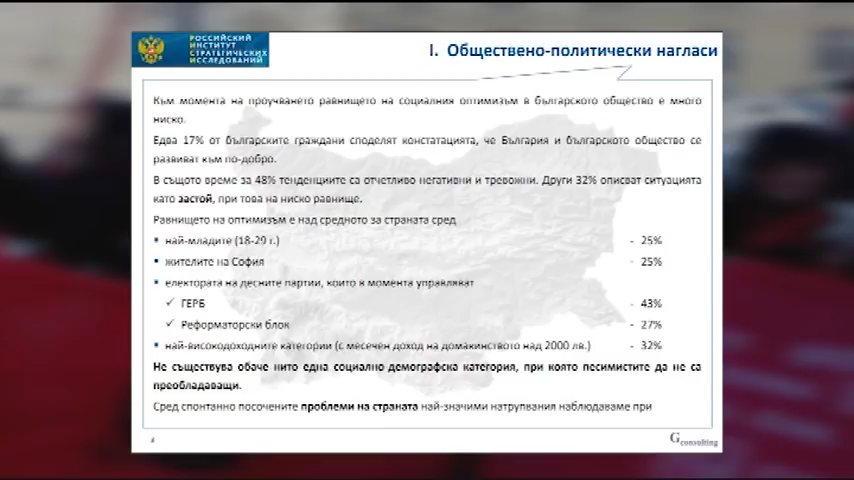 РОССИЙСКИЙ
ИНСТИТУТ
СТРАТЕГИЧЕСКИХ
ИССЛЕДОВАНИЙ
I. Обществено-политически нагласи
Към момента на проучването равнището на социалния оптимизъм в българското общество е много
ниско.
Едва 17% от българските граждани споделят констатацията, че България и българското общество се
развиват към по-добро.
В същото време за 48% тенденциите са отчетливо негативни и тревожни. Други 32% описват ситуацията
като застой, при това на ниско равнище.
Равнището на оптимизъм е над средното за страната сред
▪ най-младите (18-29 г.) - 25%
▪ жителите на София - 25%
▪ електората на десните партии, които в момента управляват
✓ ГЕРБ - 43%
✓ Реформаторски блок - 27%
▪ най-високодоходните категории (с месечен доход на домакинството над 2000 лв.) - 32%
Не съществува обаче нито една социално демографска категория, при която песимистите да не са
преобладаващи.
Сред спонтанно посочените проблеми на страната най-значими натрупвания наблюдаваме при
4
Gconsulting